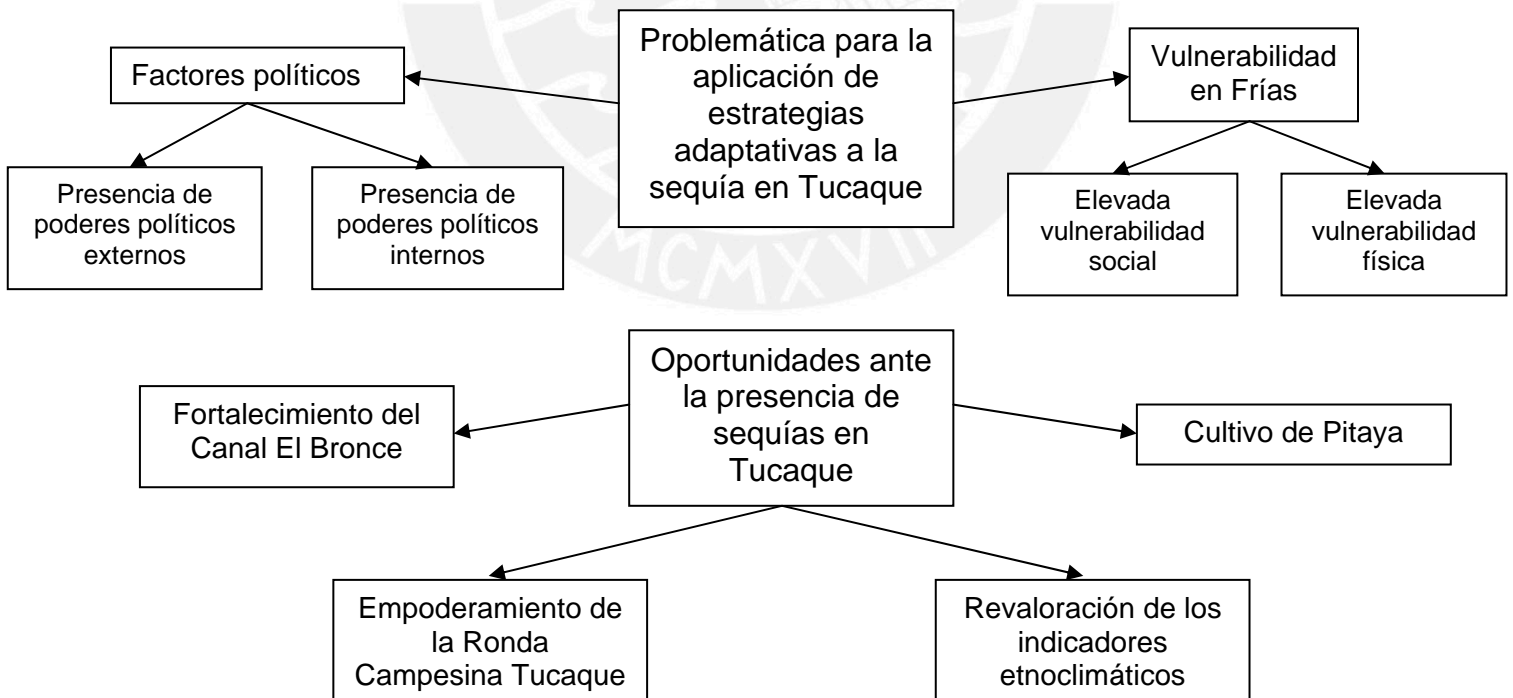 Problemática para la
aplicación de
estrategias
adaptativas a la
sequía en Tucaque
Factores políticos
Vulnerabilidad
en Frías
Presencia de
poderes políticos
externos
Presencia de
poderes políticos
internos
Elevada
vulnerabilidad
social
Elevada
vulnerabilidad
física
MCMXVII
Oportunidades ante
la presencia de
sequías en
Tucaque
Fortalecimiento del
Canal El Bronce
Cultivo de Pitaya
Empoderamiento de
la Ronda
Campesina Tucaque
Revaloración de los
indicadores
etnoclimáticos